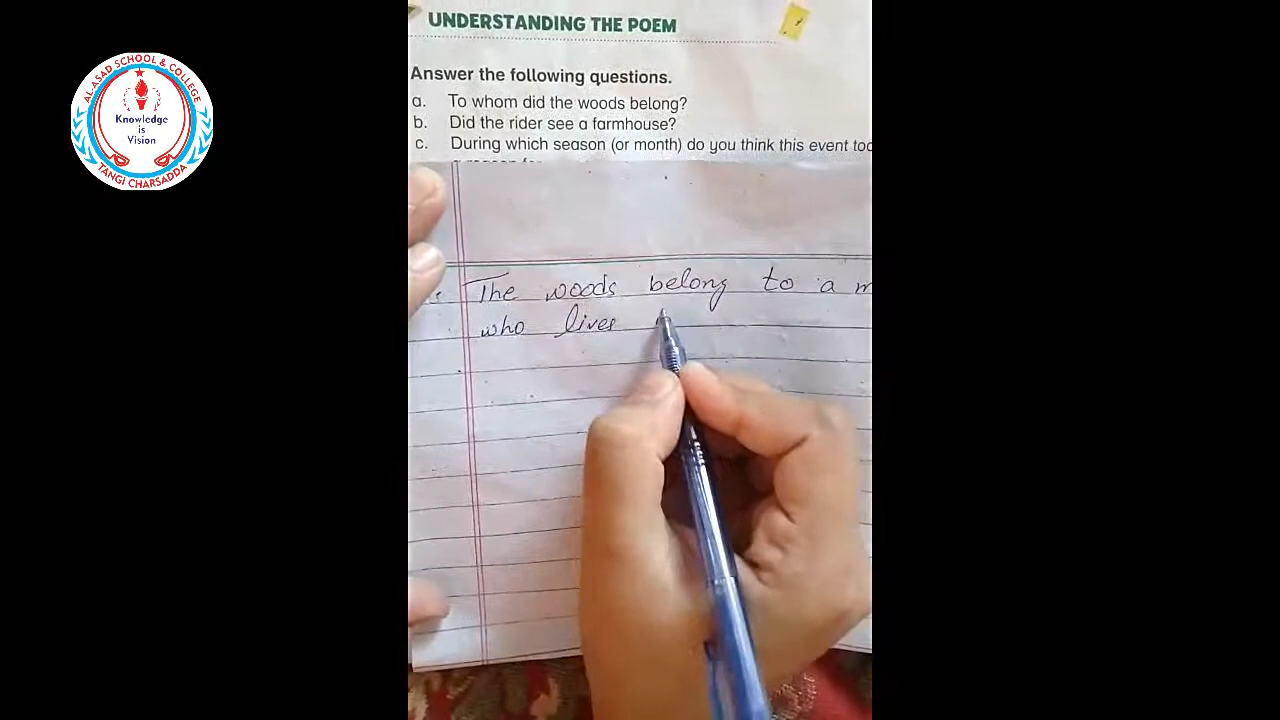 AL-ASAD SCHOOL & COLLEGE
Knowledge
is
Vision
TANGI CHARSADDA
UNDERSTANDING THE POEM
Answer the following questions.
a. To whom did the woods belong?
b. Did the rider see a farmhouse?
c. During which season (or month) do you think this event too
The woods belong to a m
who lives